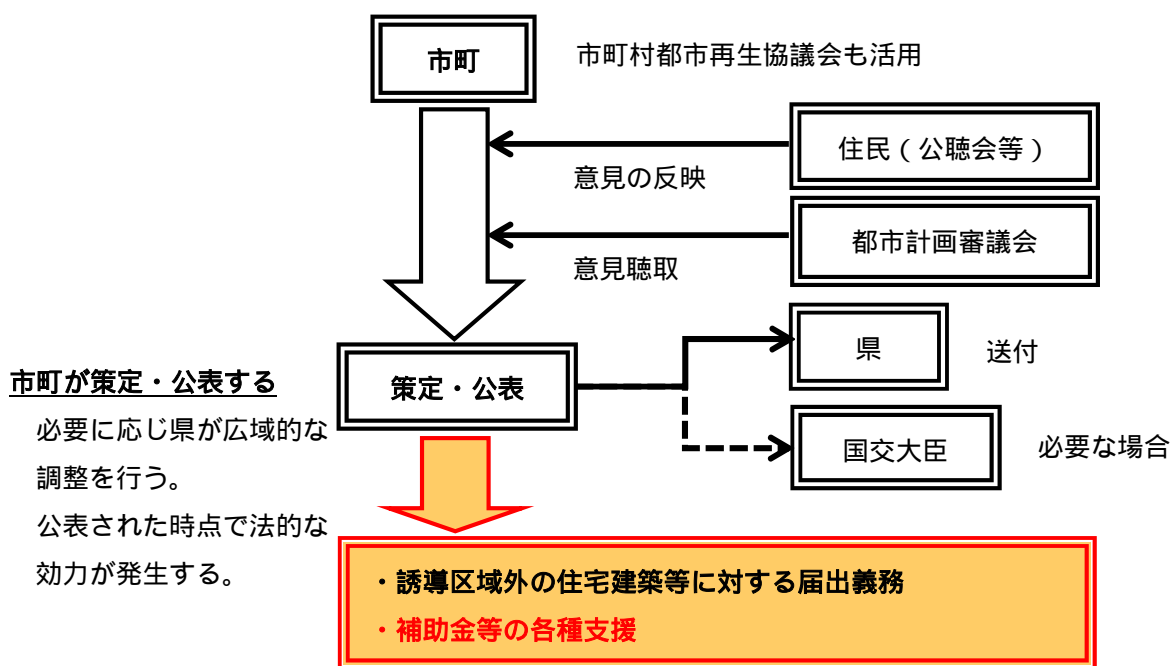 市町
市町村都市再生協議会も活用
住民（公聴会等）
意見の反映
都市計画審議会
意見聴取
県
送付
策定・公表
国交大臣
必要な場合
市町が策定・公表する
必要に応じ県が広域的な
調整を行う。
公表された時点で法的な
効力が発生する。
・誘導区域外の住宅建築等に対する届出義務
・補助金等の各種支援